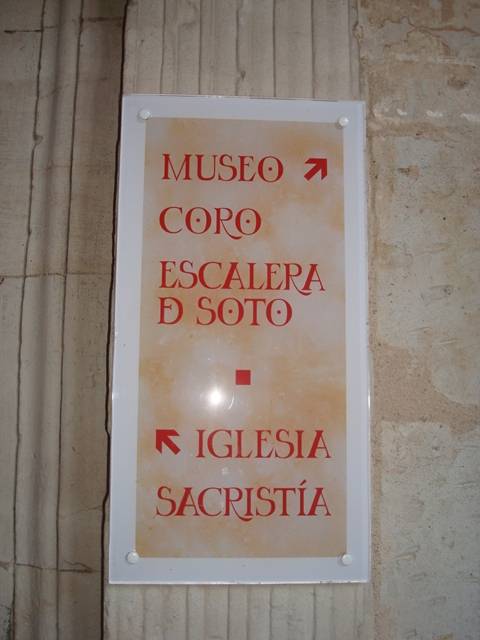 MUSEO
CORO
ESCALERA
D SOTO
IGLESIA
SACRISTÍA